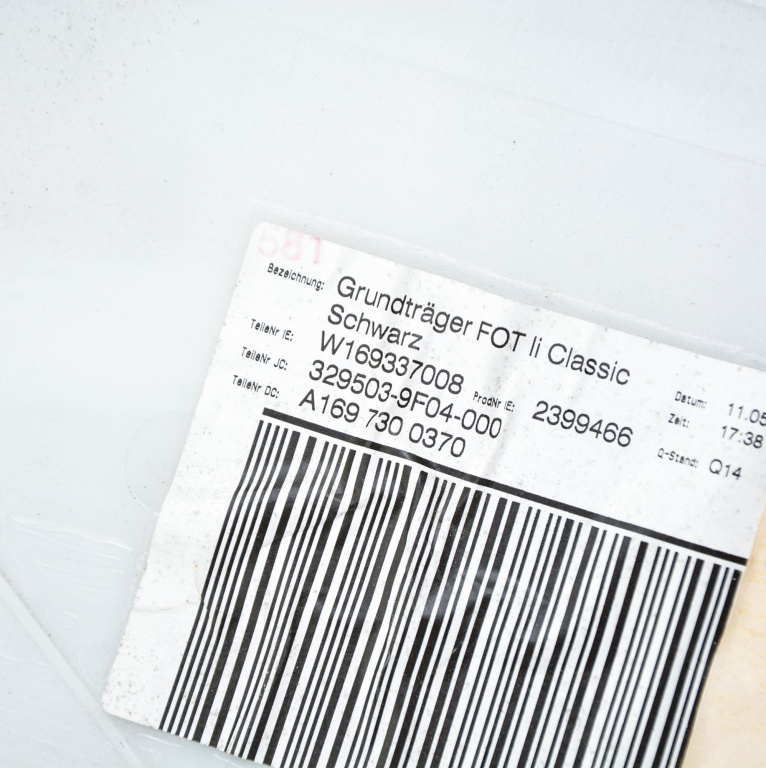 Bezeichnung: Grundträger FOT li Classic
Schwarz
TeileNr IE: W169337008 ProdNr IE: 2399466
TeileNr JC: 329503-9F04-000
TeileNr DC: A169 730 0370
Datum: 11.05
Zeit: 17:38
Q-Stand: Q14